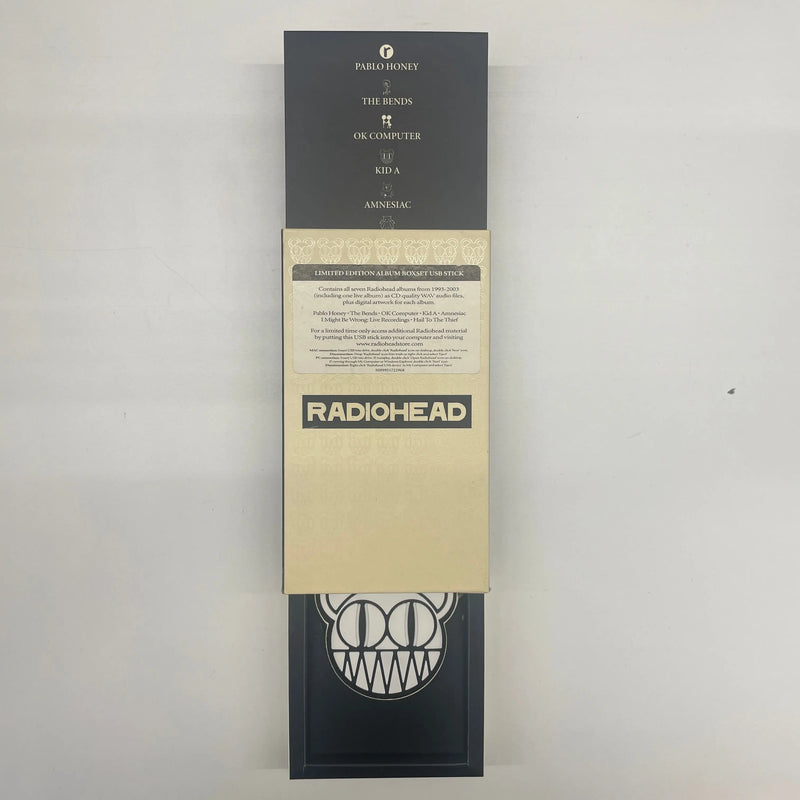 r
PABLO HONEY
THE BENDS
OK COMPUTER
KID A
AMNESIAC
LIMITED EDITION ALBUM BOXSET USB STICK
Contains all seven Radiohead albums from 1993-2003
(including one live album) as CD quality WAV audio files,
plus digital artwork for each album.
Pablo Honey • The Bends • OK Computer • Kid A • Amnesiac
I Might Be Wrong: Live Recordings • Hail To The Thief
For a limited time only access additional Radiohead material
by putting this USB stick into your computer and visiting
www.radioheadstore.com
RADIOHEAD